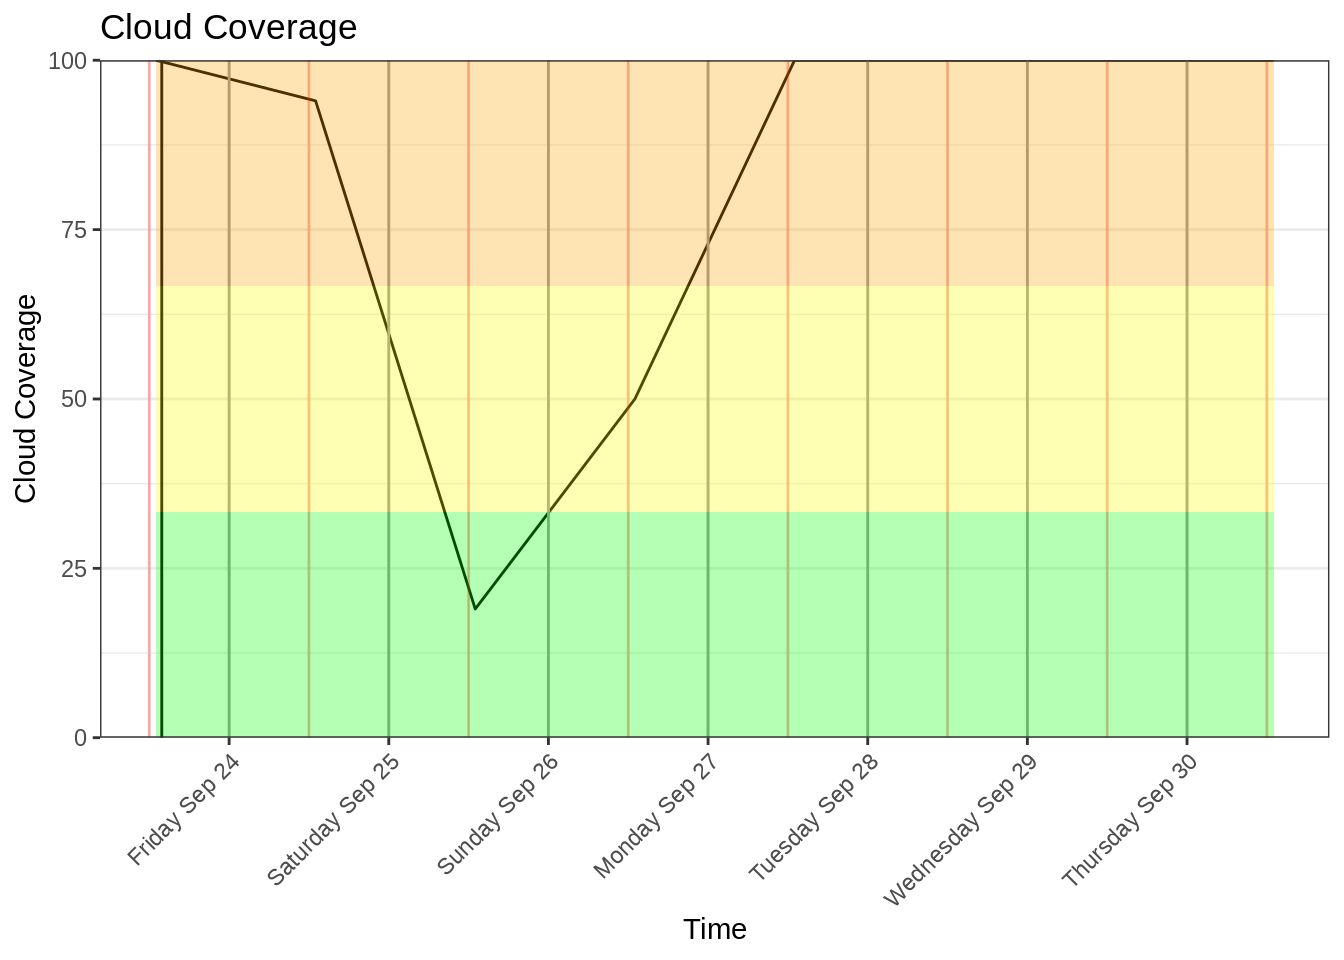 Cloud Coverage
Cloud Coverage
100
75
50
25
0
Friday Sep 24
Saturday Sep 25
Sunday Sep 26
Monday Sep 27
Tuesday Sep 28
Wednesday Sep 29
Thursday Sep 30
Time